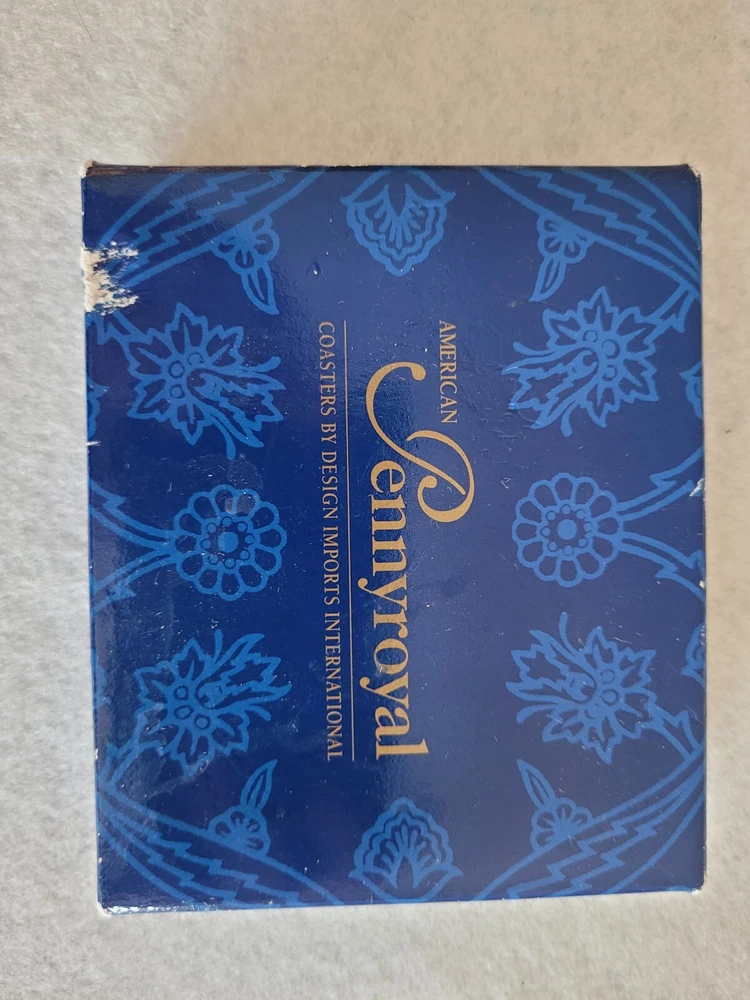 AMERICAN
Pennyroyal
COASTERS BY DESIGN IMPORTS INTERNATIONAL